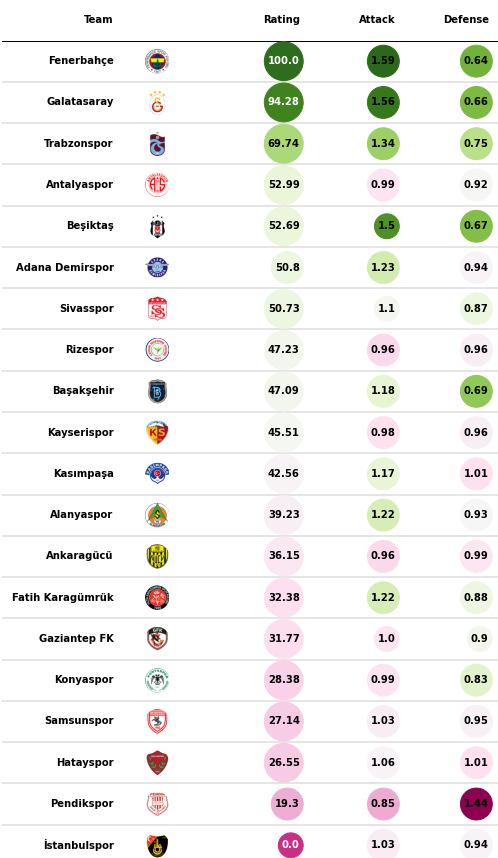 Team Rating Attack Defense
Fenerbahçe 100.0 1.59 0.64
Galatasaray 94.28 1.56 0.66
Trabzonspor 69.74 1.34 0.75
Antalyaspor 52.99 0.99 0.92
Beşiktaş 52.69 1.5 0.67
Adana Demirspor 50.8 1.23 0.94
Sivasspor 50.73 1.1 0.87
Rizespor 47.23 0.96 0.96
Başakşehir 47.09 1.18 0.69
Kayserispor 45.51 0.98 0.96
Kasımpaşa 42.56 1.17 1.01
Alanyaspor 39.23 1.22 0.93
Ankaragücü 36.15 0.96 0.99
Fatih Karagümrük 32.38 1.22 0.88
Gaziantep FK 31.77 1.0 0.9
Konyaspor 28.38 0.99 0.83
Samsunspor 27.14 1.03 0.95
Hatayspor 26.55 1.06 1.01
Pendikspor 19.3 0.85 1.44
İstanbulspor 0.0 1.03 0.94